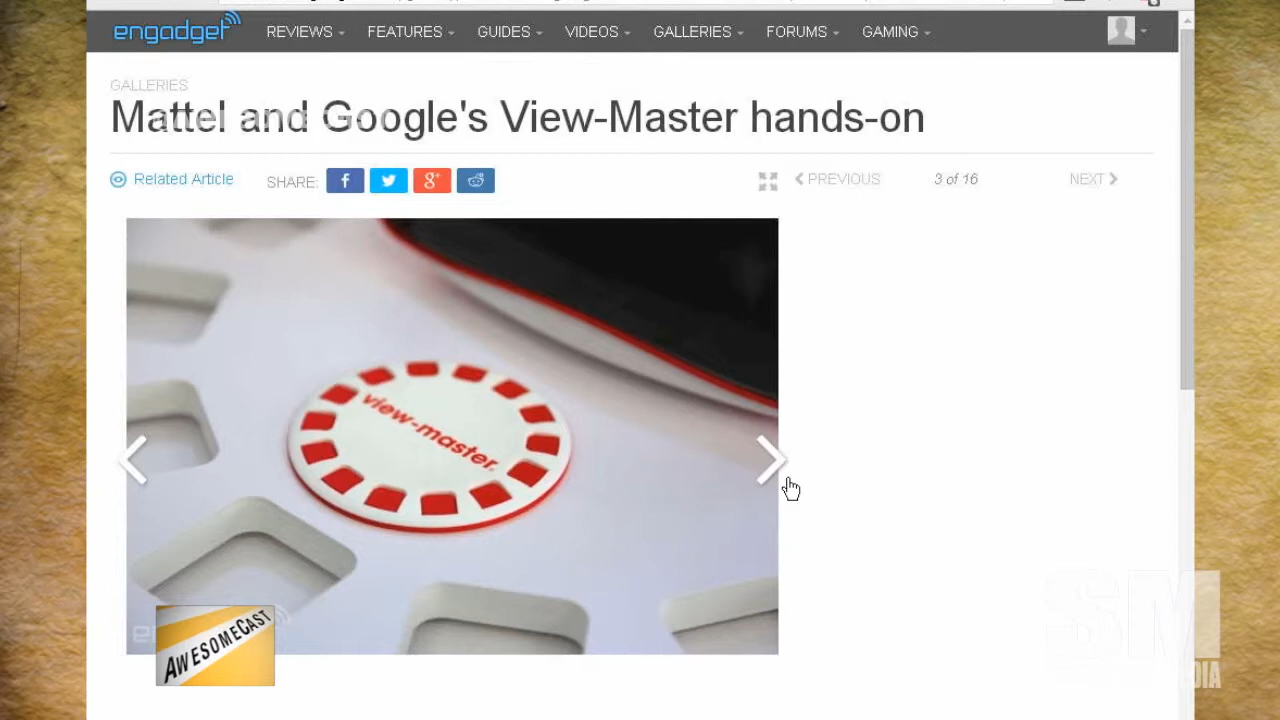 engadget REVIEWS FEATURES GUIDES VIDEOS GALLERIES FORUMS GAMING
GALLERIES
Mattel and Google's View-Master hands-on
Related Article SHARE: f g+ PREVIOUS 3 of 16 NEXT
view-master.
AWESOMECAST
SM